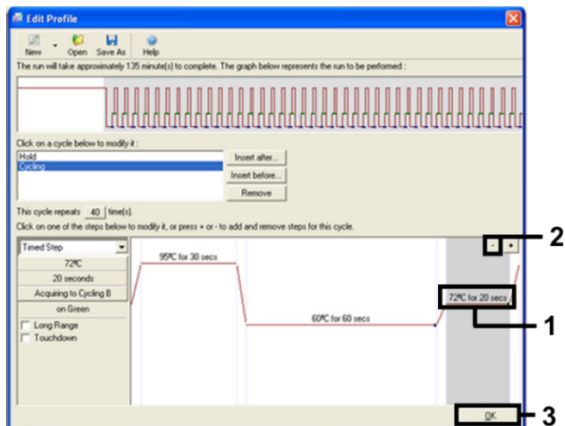 Edit Profile
New Open Save As Help
The run will take approximately 135 minute(s) to complete. The graph below represents the run to be performed :
Click on a cycle below to modify it :
Hold
Cycling
Insert after...
Insert before...
Remove
This cycle repeats 40 time(s).
Click on one of the steps below to modify it, or press + or - to add and remove steps for this cycle.
Timed Step
72ºC
20 seconds
Acquiring to Cycling B
on Green
Long Range
Touchdown
95ºC for 30 secs
60ºC for 60 secs
72ºC for 20 secs
- +
2
1
OK
3